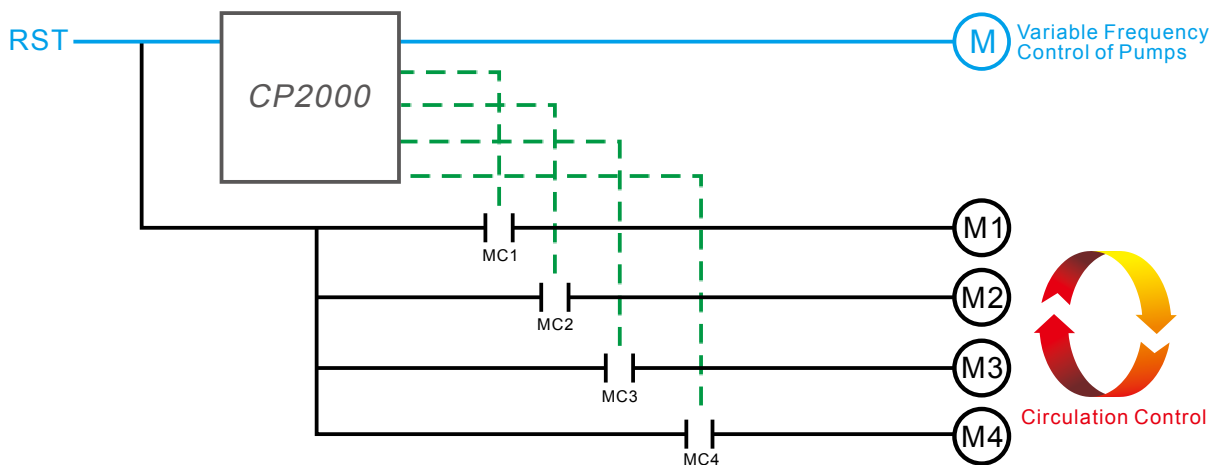 RST
CP2000
M
Variable Frequency
Control of Pumps
MC1
M1
MC2
M2
MC3
M3
Circulation Control
MC4
M4